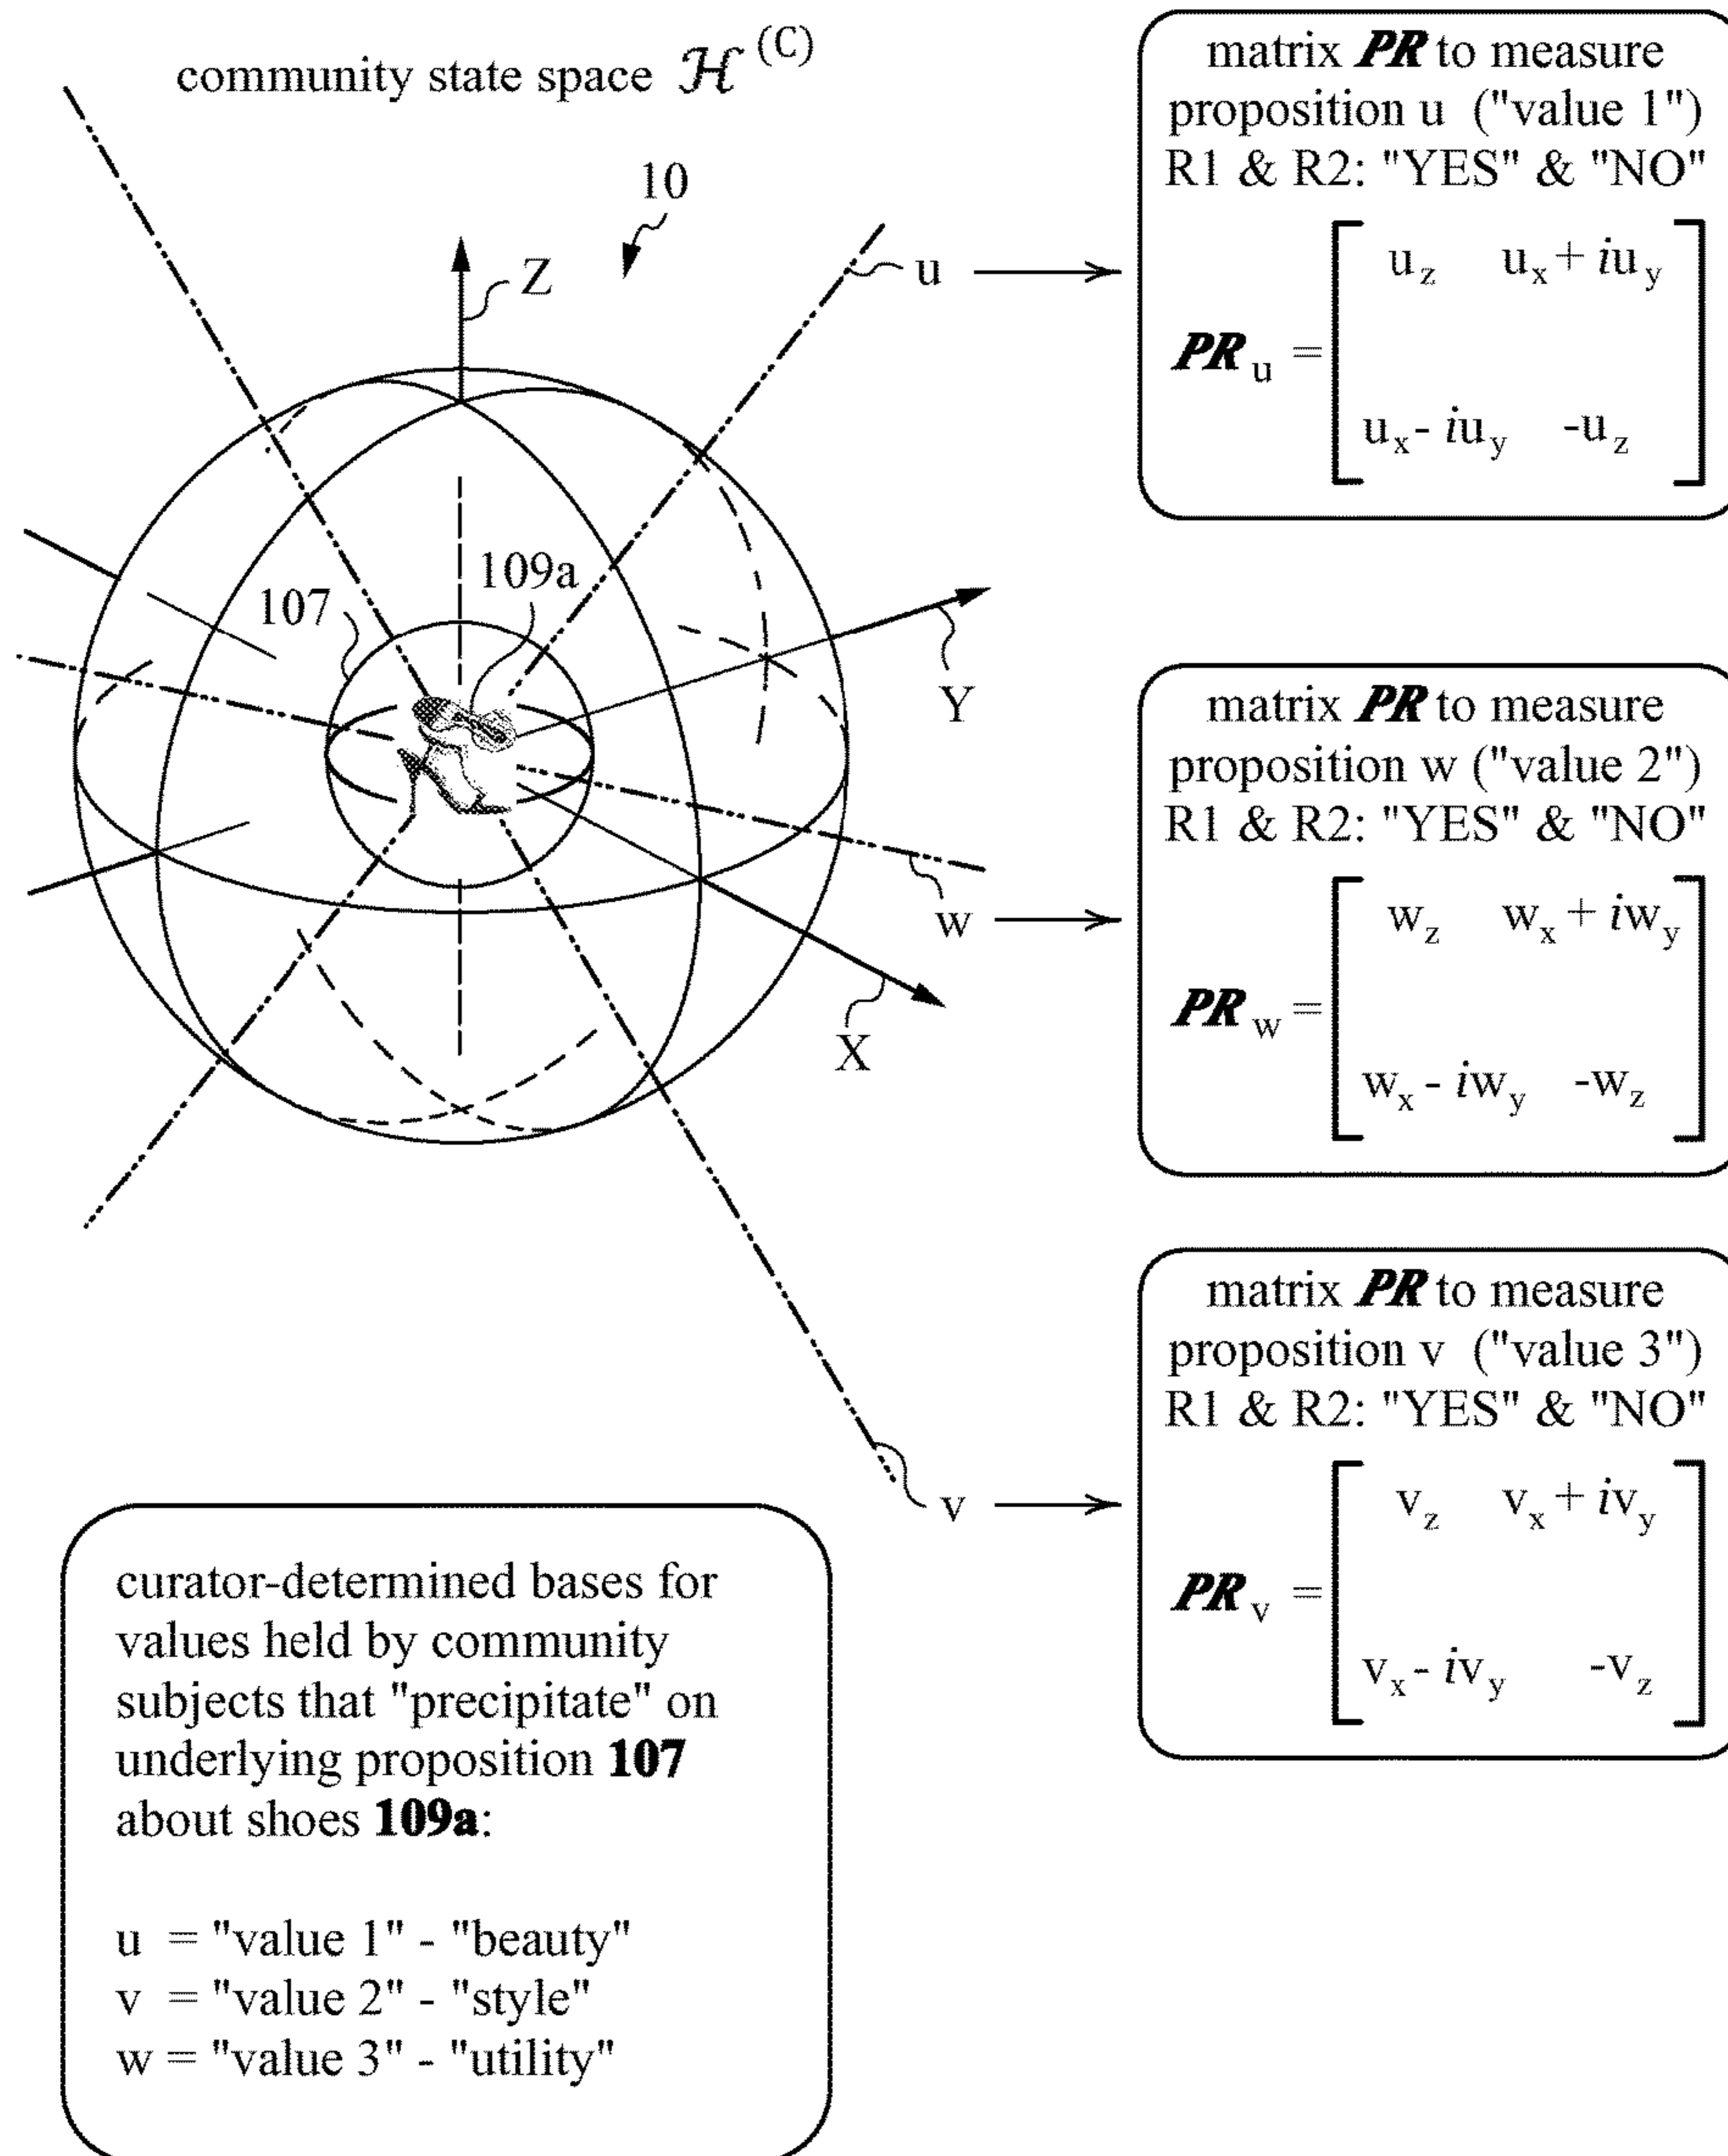 community state space ℋ (C)
10
Z
u
109a
107
Y
w
X
v
matrix PR to measure
proposition u ("value 1")
R1 & R2: "YES" & "NO"
u_z u_x + iu_y
PR_u =
u_x - iu_y -u_z
matrix PR to measure
proposition w ("value 2")
R1 & R2: "YES" & "NO"
w_z w_x + iw_y
PR_w =
w_x - iw_y -w_z
matrix PR to measure
proposition v ("value 3")
R1 & R2: "YES" & "NO"
v_z v_x + iv_y
PR_v =
v_x - iv_y -v_z
curator-determined bases for
values held by community
subjects that "precipitate" on
underlying proposition 107
about shoes 109a:
u = "value 1" - "beauty"
v = "value 2" - "style"
w = "value 3" - "utility"